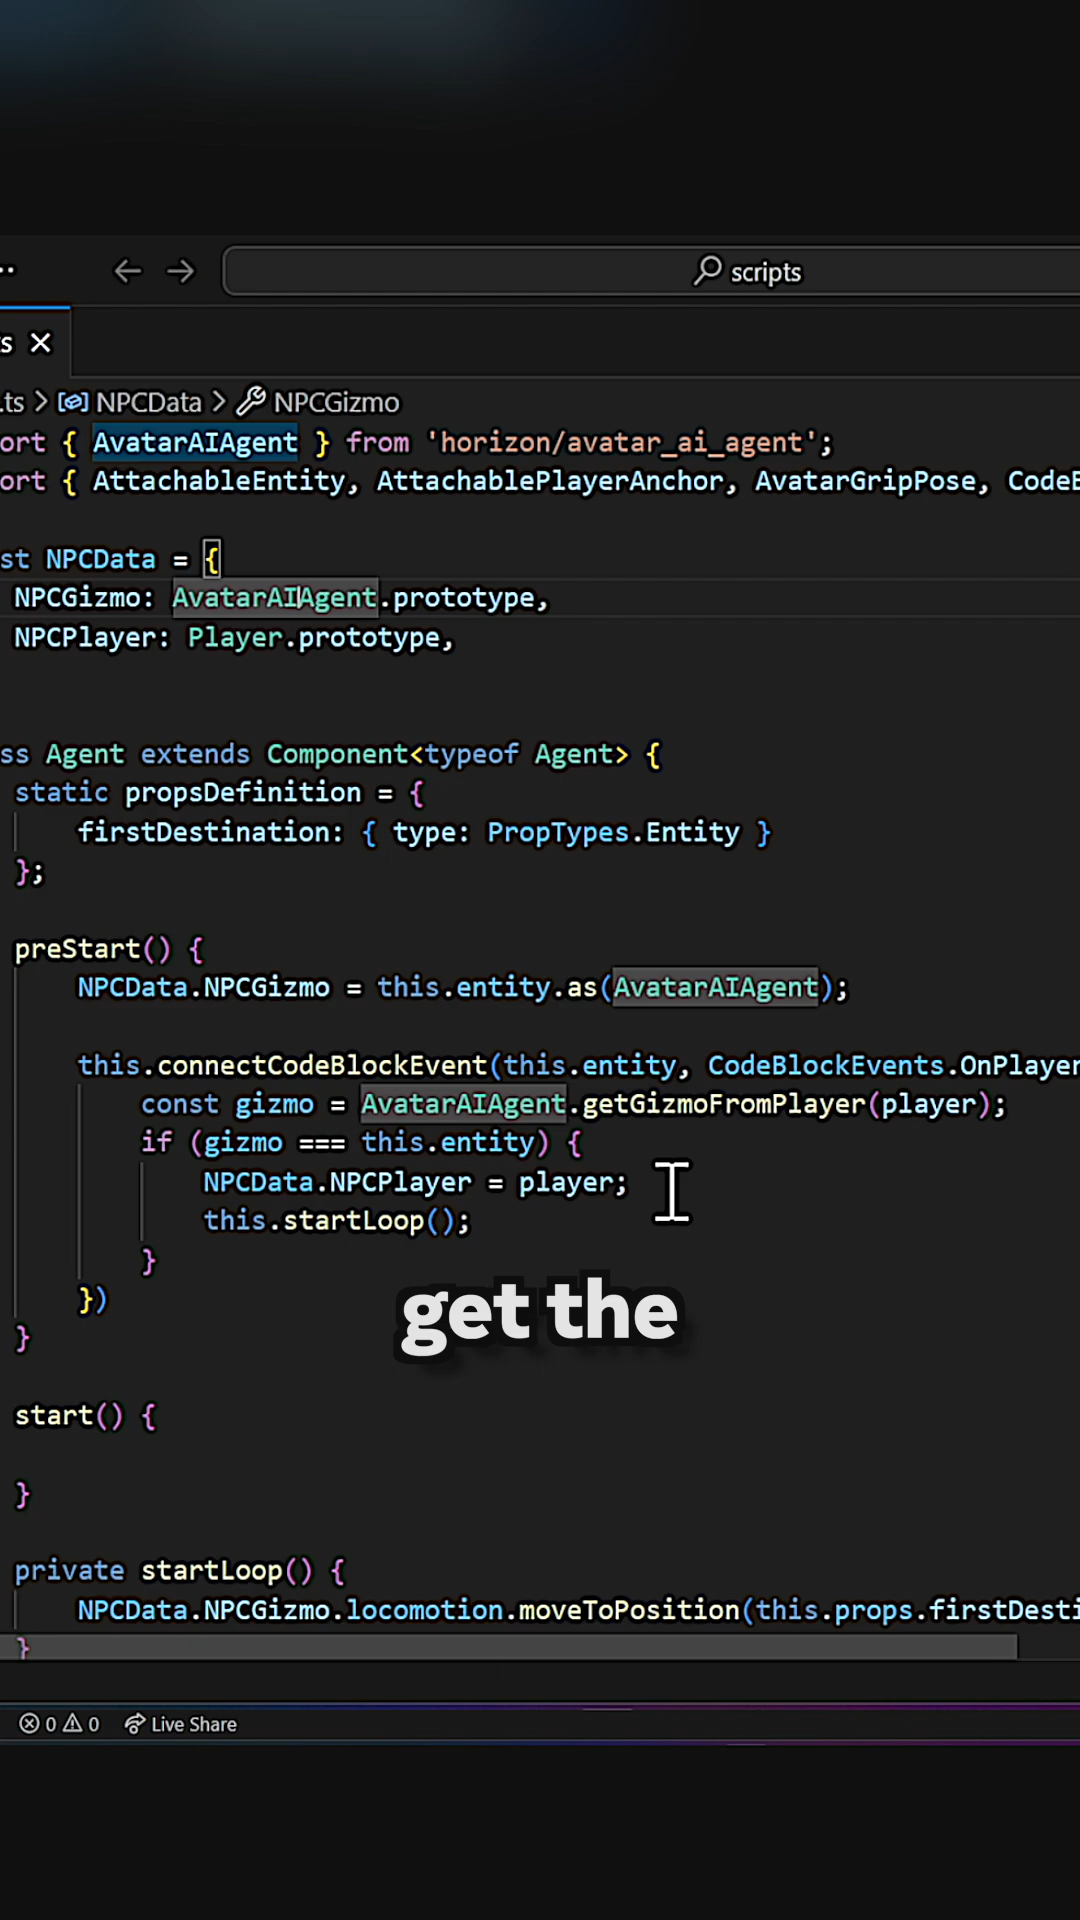 scripts
s
.ts > NPCData > NPCGizmo
ort { AvatarAIAgent } from 'horizon/avatar_ai_agent';
ort { AttachableEntity, AttachablePlayerAnchor, AvatarGripPose, CodeB
st NPCData = {
NPCGizmo: AvatarAIAgent.prototype,
NPCPlayer: Player.prototype,
ss Agent extends Component<typeof Agent> {
static propsDefinition = {
firstDestination: { type: PropTypes.Entity }
};
preStart() {
NPCData.NPCGizmo = this.entity.as(AvatarAIAgent);
this.connectCodeBlockEvent(this.entity, CodeBlockEvents.OnPlayer
const gizmo = AvatarAIAgent.getGizmoFromPlayer(player);
if (gizmo === this.entity) {
NPCData.NPCPlayer = player;
this.startLoop();
}
})
get the
}
start() {
}
private startLoop() {
NPCData.NPCGizmo.locomotion.moveToPosition(this.props.firstDesti
}
0 0 Live Share